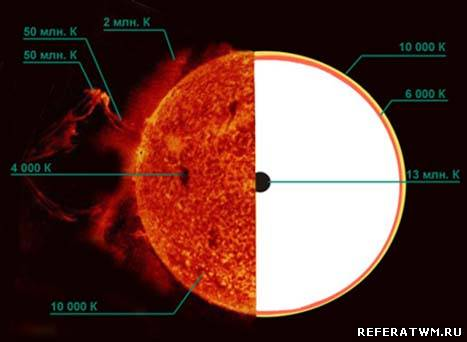 2 млн. К
50 млн. К
50 млн. К
10 000 К
6 000 К
4 000 К
13 млн. К
10 000 К
REFERATWM.RU